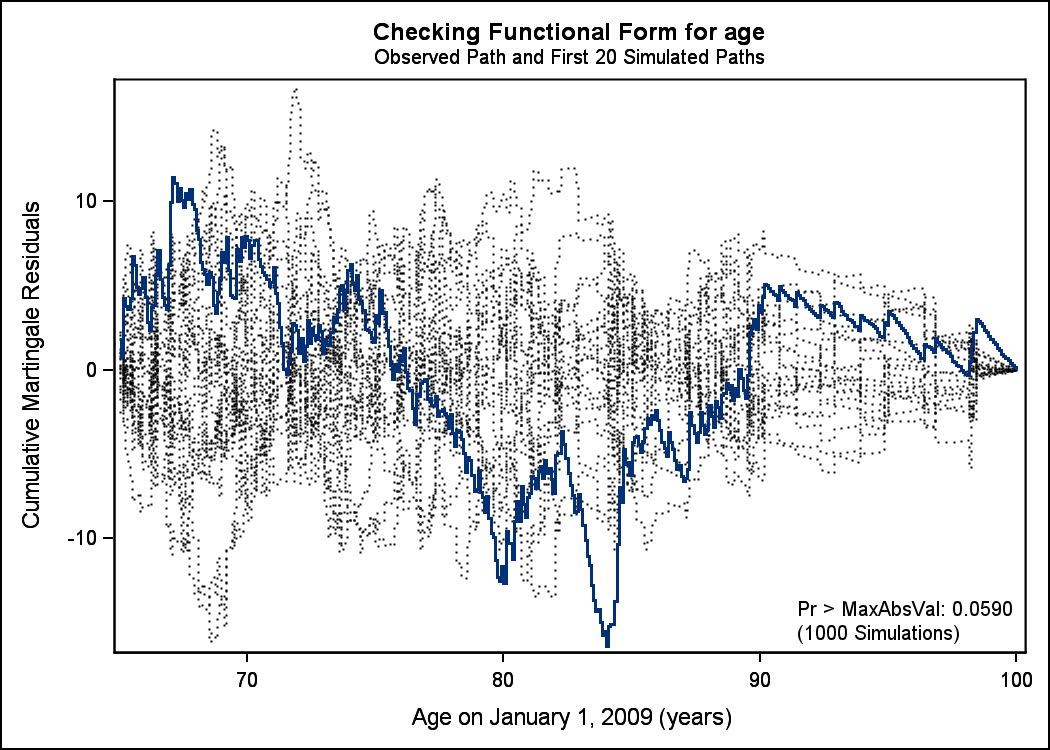 Checking Functional Form for age
Observed Path and First 20 Simulated Paths
Cumulative Martingale Residuals
10
0
-10
Pr > MaxAbsVal: 0.0590
(1000 Simulations)
70
80
90
100
Age on January 1, 2009 (years)